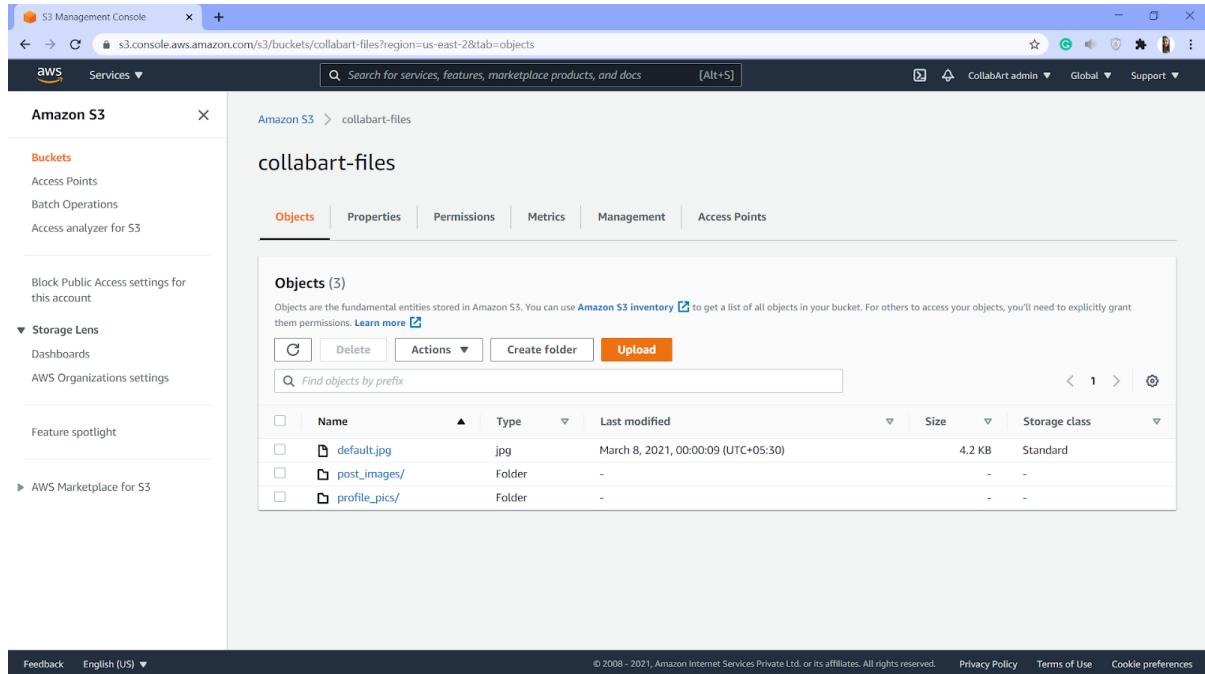 S3 Management Console
s3.console.aws.amazon.com/s3/buckets/collabart-files?region=us-east-2&tab=objects
aws Services Search for services, features, marketplace products, and docs [Alt+S] CollabArt admin Global Support
Amazon S3
Buckets
Access Points
Batch Operations
Access analyzer for S3
Block Public Access settings for
this account
Storage Lens
Dashboards
AWS Organizations settings
Feature spotlight
AWS Marketplace for S3
Amazon S3 > collabart-files
collabart-files
Objects Properties Permissions Metrics Management Access Points
Objects (3)
Objects are the fundamental entities stored in Amazon S3. You can use Amazon S3 inventory to get a list of all objects in your bucket. For others to access your objects, you'll need to explicitly grant
them permissions. Learn more
Delete Actions Create folder Upload
Find objects by prefix < 1 >
Name Type Last modified Size Storage class
default.jpg jpg March 8, 2021, 00:00:09 (UTC+05:30) 4.2 KB Standard
post_images/ Folder - - -
profile_pics/ Folder - - -
Feedback English (US) © 2008 - 2021, Amazon Internet Services Private Ltd. or its affiliates. All rights reserved. Privacy Policy Terms of Use Cookie preferences